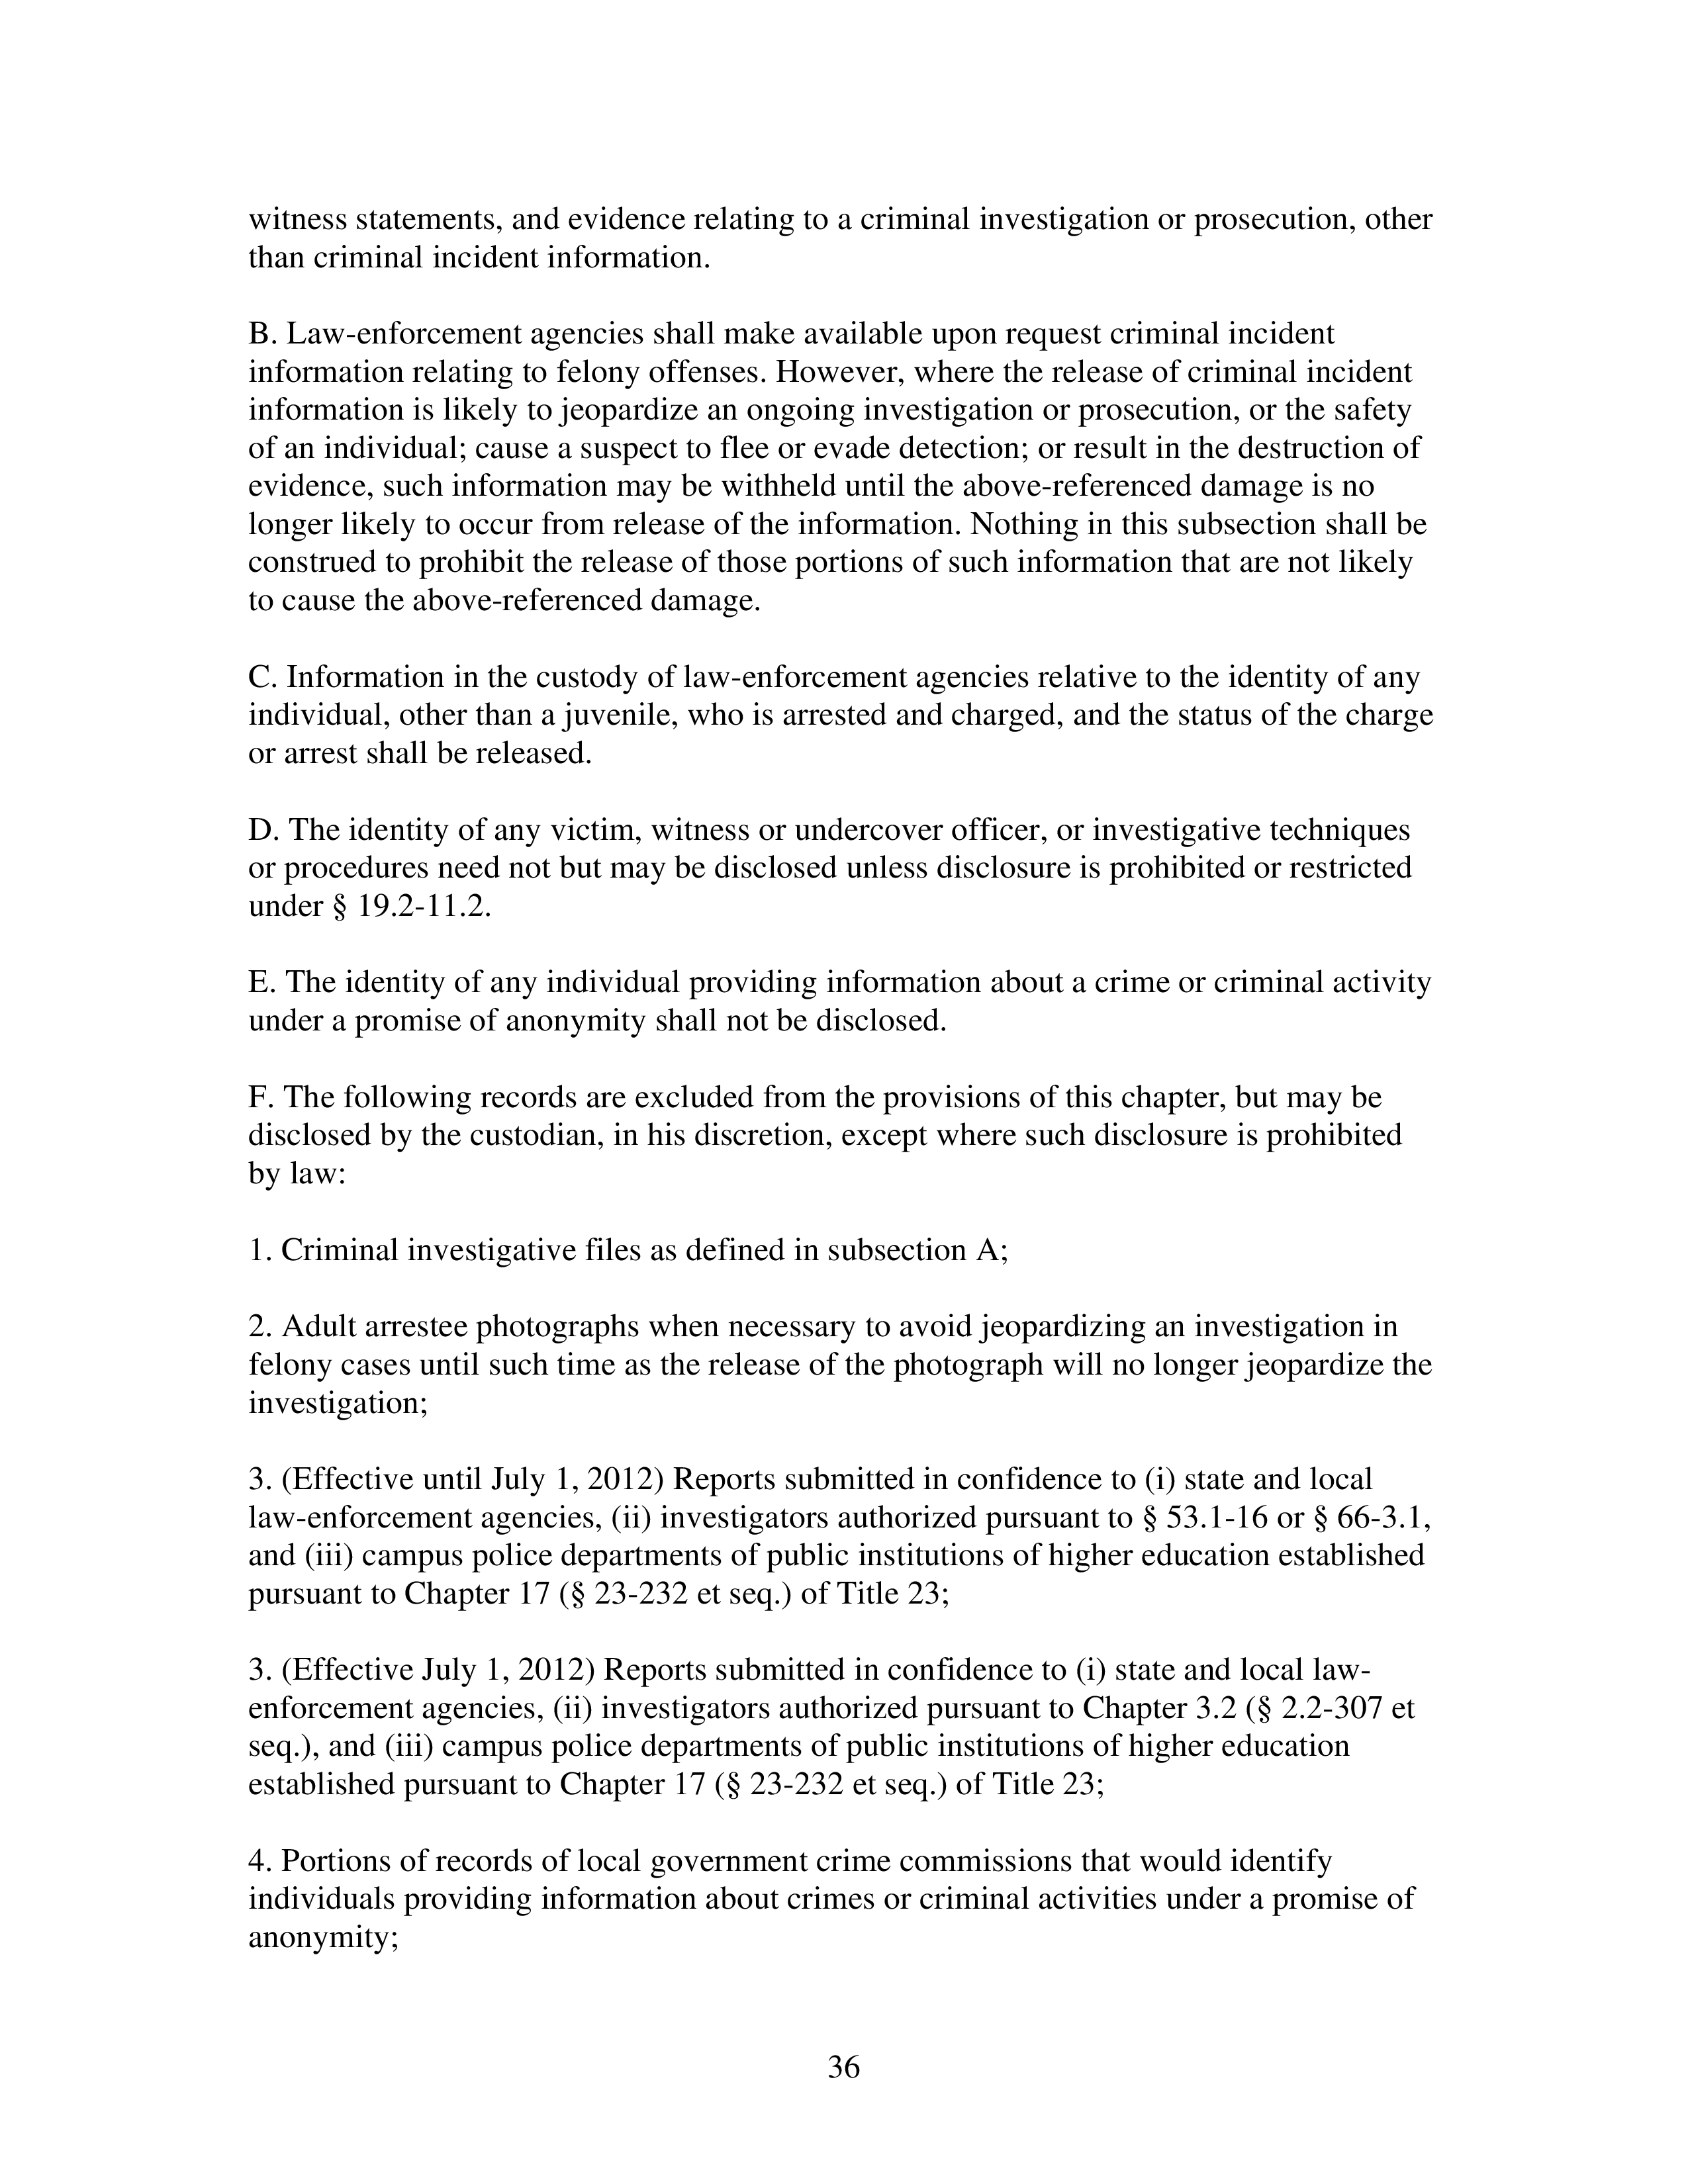 witness statements, and evidence relating to a criminal investigation or prosecution, other
than criminal incident information.
B. Law-enforcement agencies shall make available upon request criminal incident
information relating to felony offenses. However, where the release of criminal incident
information is likely to jeopardize an ongoing investigation or prosecution, or the safety
of an individual; cause a suspect to flee or evade detection; or result in the destruction of
evidence, such information may be withheld until the above-referenced damage is no
longer likely to occur from release of the information. Nothing in this subsection shall be
construed to prohibit the release of those portions of such information that are not likely
to cause the above-referenced damage.
C. Information in the custody of law-enforcement agencies relative to the identity of any
individual, other than a juvenile, who is arrested and charged, and the status of the charge
or arrest shall be released.
D. The identity of any victim, witness or undercover officer, or investigative techniques
or procedures need not but may be disclosed unless disclosure is prohibited or restricted
under § 19.2-11.2.
E. The identity of any individual providing information about a crime or criminal activity
under a promise of anonymity shall not be disclosed.
F. The following records are excluded from the provisions of this chapter, but may be
disclosed by the custodian, in his discretion, except where such disclosure is prohibited
by law:
1. Criminal investigative files as defined in subsection A;
2. Adult arrestee photographs when necessary to avoid jeopardizing an investigation in
felony cases until such time as the release of the photograph will no longer jeopardize the
investigation;
3. (Effective until July 1, 2012) Reports submitted in confidence to (i) state and local
law-enforcement agencies, (ii) investigators authorized pursuant to § 53.1-16 or § 66-3.1,
and (iii) campus police departments of public institutions of higher education established
pursuant to Chapter 17 (§ 23-232 et seq.) of Title 23;
3. (Effective July 1, 2012) Reports submitted in confidence to (i) state and local law-
enforcement agencies, (ii) investigators authorized pursuant to Chapter 3.2 (§ 2.2-307 et
seq.), and (iii) campus police departments of public institutions of higher education
established pursuant to Chapter 17 (§ 23-232 et seq.) of Title 23;
4. Portions of records of local government crime commissions that would identify
individuals providing information about crimes or criminal activities under a promise of
anonymity;
36